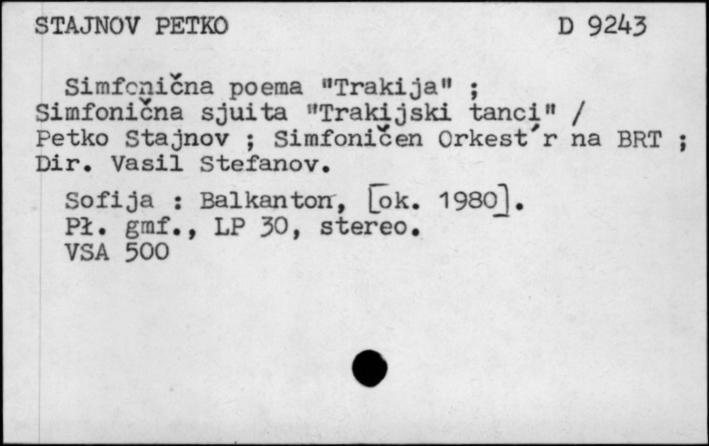 STAJNOV PETKO D 9243
Simfonična poema "Trakija" ;
Simfonična sjuita "Trakijski tanci" /
Petko Stajnov ; Simfoničen Orkest'r na BRT ;
Dir. Vasil Stefanov.
Sofija : Balkanton, [ok. 1980].
Pł. gmf., LP 30, stereo.
VSA 500